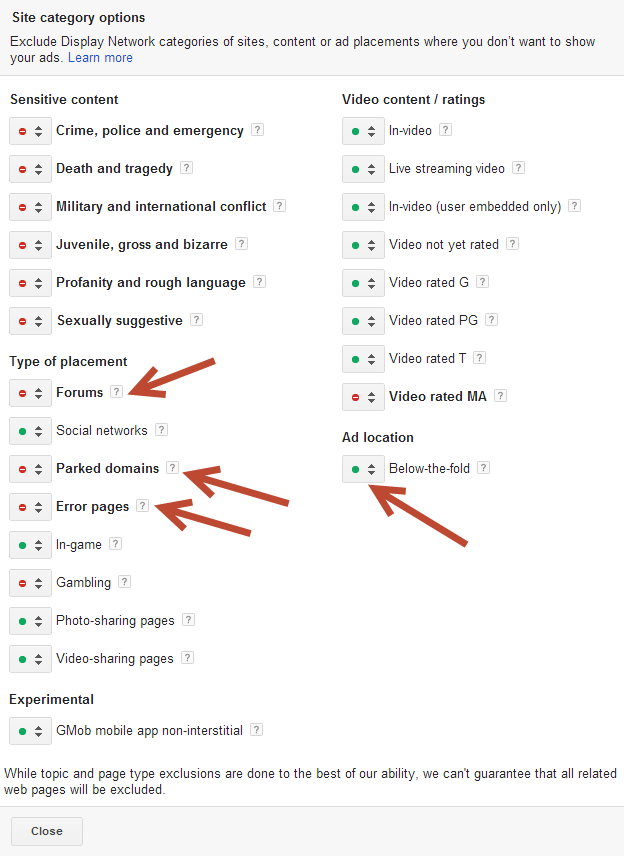 Site category options
Exclude Display Network categories of sites, content or ad placements where you don't want to show
your ads. Learn more
Sensitive content
Crime, police and emergency ?
Death and tragedy ?
Military and international conflict ?
Juvenile, gross and bizarre ?
Profanity and rough language ?
Sexually suggestive ?
Type of placement
Forums ?
Social networks ?
Parked domains ?
Error pages ?
In-game ?
Gambling ?
Photo-sharing pages ?
Video-sharing pages ?
Experimental
GMob mobile app non-interstitial ?
Video content / ratings
In-video ?
Live streaming video ?
In-video (user embedded only) ?
Video not yet rated ?
Video rated G ?
Video rated PG ?
Video rated T ?
Video rated MA ?
Ad location
Below-the-fold ?
While topic and page type exclusions are done to the best of our ability, we can't guarantee that all related
web pages will be excluded.
Close